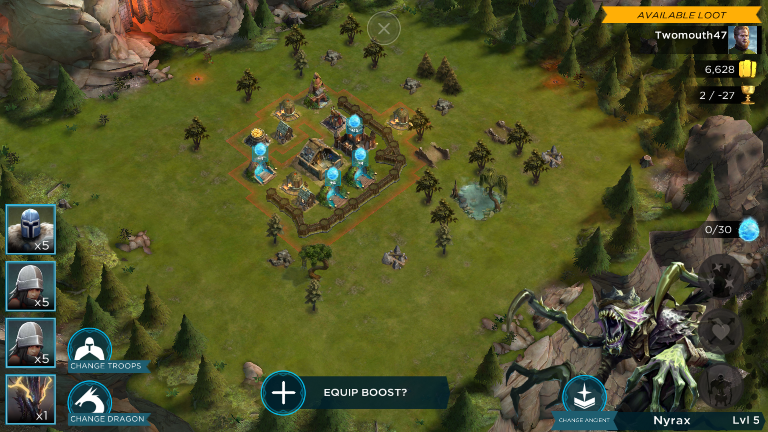 AVAILABLE LOOT
Twomouth47
6,628
2 / -27
x5
0/30
x5
x5
CHANGE TROOPS
x1
CHANGE DRAGON
EQUIP BOOST?
CHANGE ANCIENT
Nyrax Lvl 5